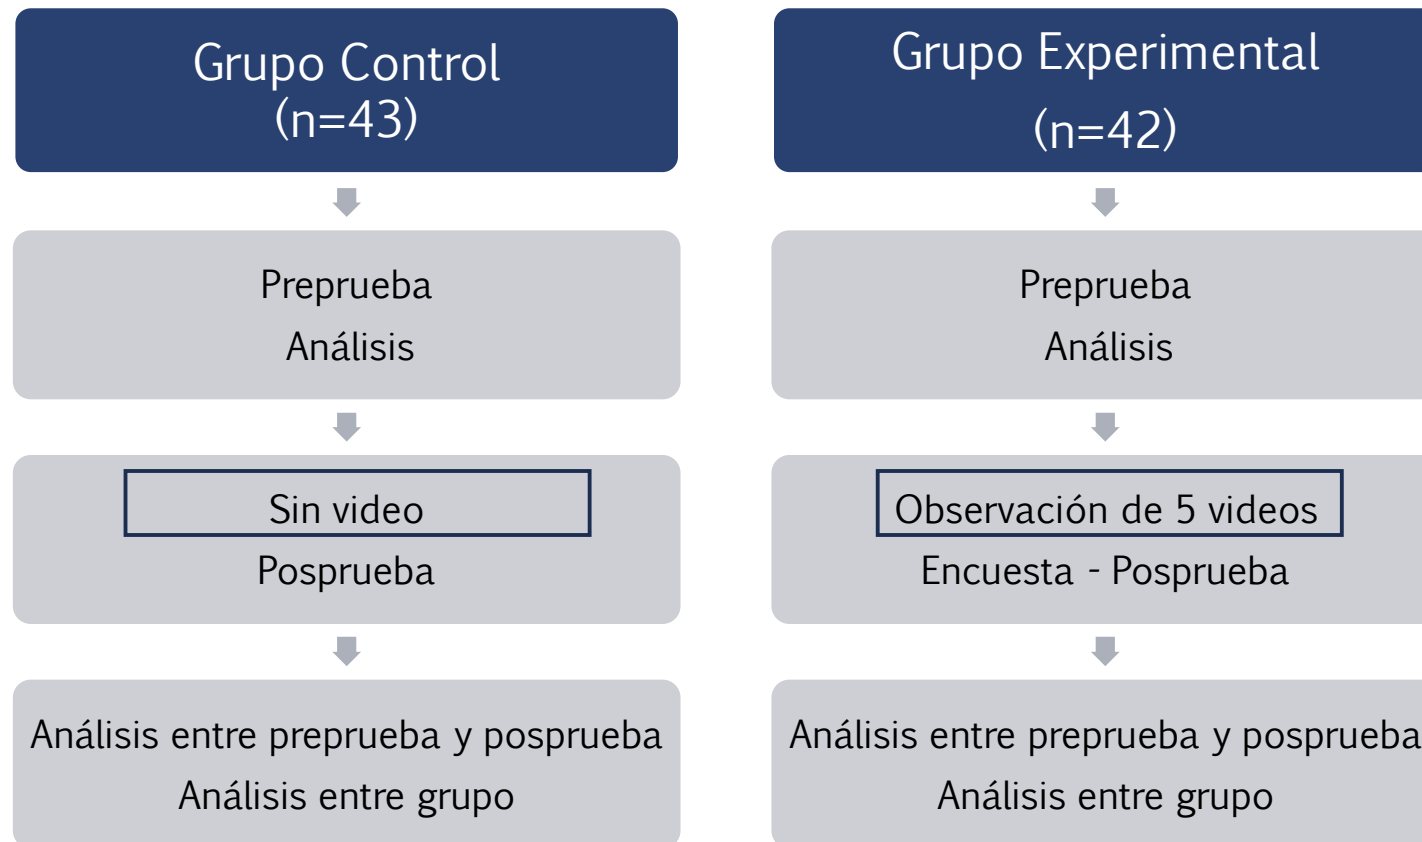 Grupo Control
(n=43)
Preprueba
Análisis
Sin video
Posprueba
Análisis entre preprueba y posprueba
Análisis entre grupo
Grupo Experimental
(n=42)
Preprueba
Análisis
Observación de 5 videos
Encuesta - Posprueba
Análisis entre preprueba y posprueba
Análisis entre grupo